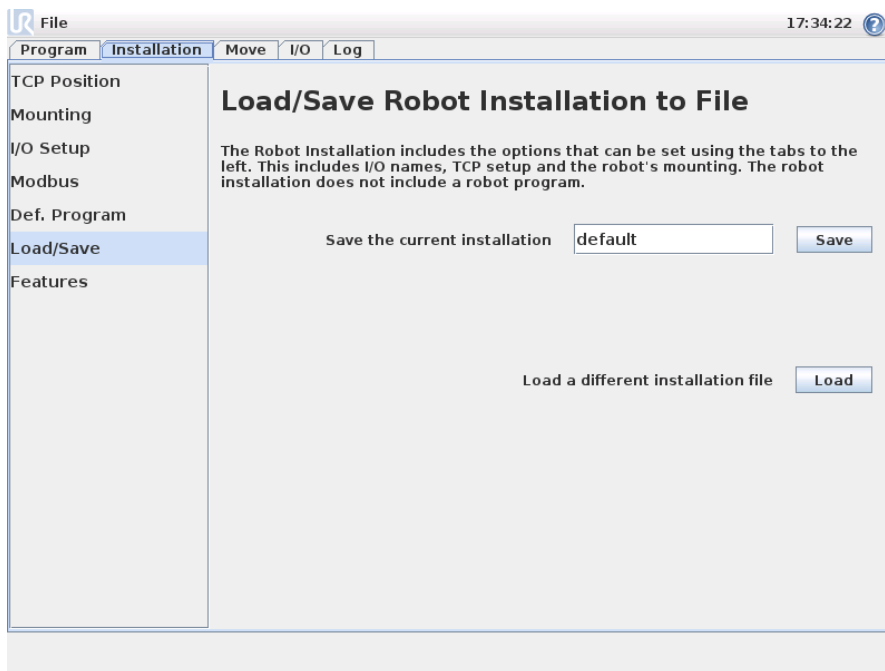 UR File 17:34:22 ?
Program Installation Move I/O Log
TCP Position
Mounting
I/O Setup
Modbus
Def. Program
Load/Save
Features
Load/Save Robot Installation to File
The Robot Installation includes the options that can be set using the tabs to the
left. This includes I/O names, TCP setup and the robot's mounting. The robot
installation does not include a robot program.
Save the current installation default Save
Load a different installation file Load